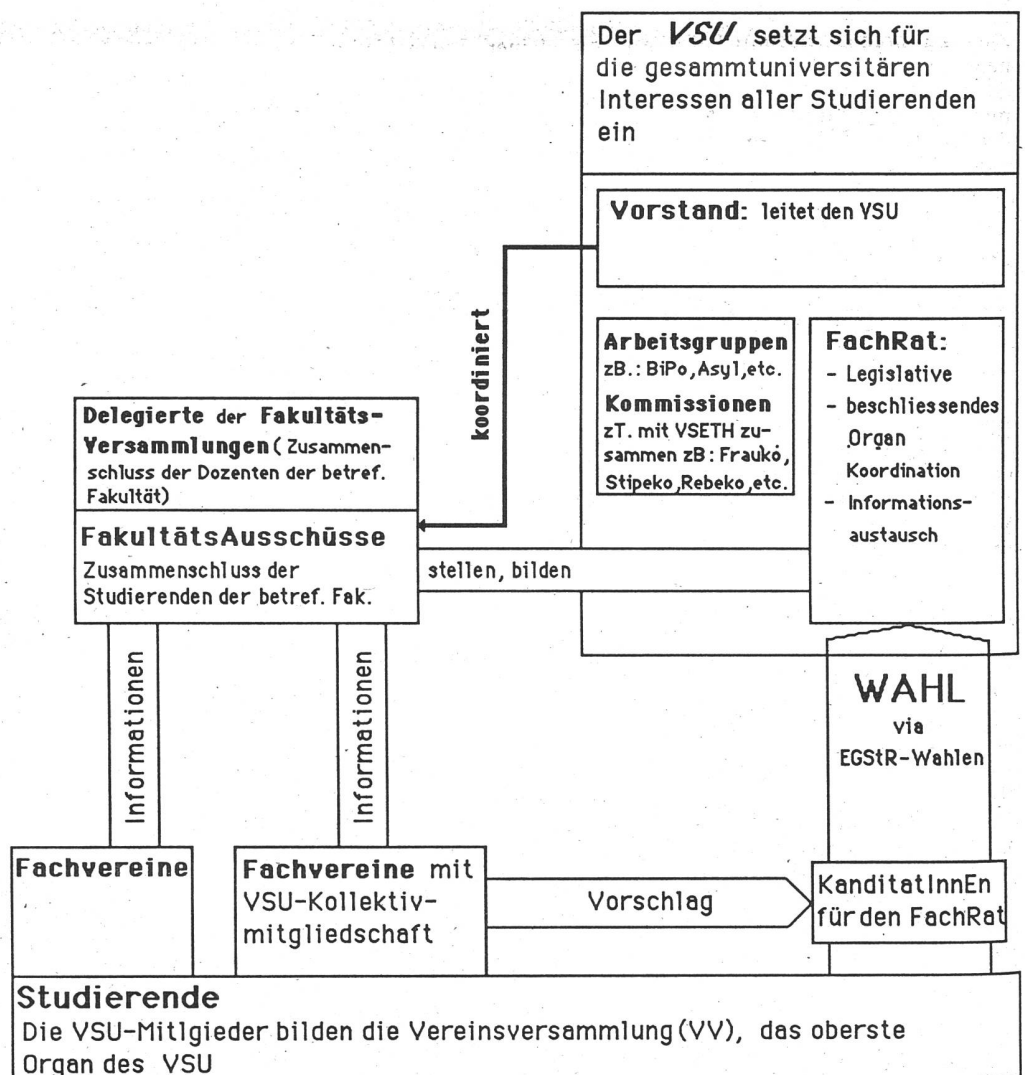 Der VSU setzt sich für
die gesammtuniversitären
Interessen aller Studierenden
ein
Vorstand: leitet den VSU
koordiniert
Arbeitsgruppen
zB.: BiPo,Asyl,etc.
Kommissionen
zT. mit VSETH zu-
sammen zB: Frauko,
Stipeko,Rebeko,etc.
FachRat:
- Legislative
- beschliessendes
Organ
Koordination
- Informations-
austausch
Delegierte der Fakultäts-
Versammlungen (Zusammen-
schluss der Dozenten der betref.
Fakultät)
FakultätsAusschüsse
Zusammenschluss der
Studierenden der betref. Fak.
stellen, bilden
Informationen
Informationen
WAHL
via
EGStR-Wahlen
Fachvereine
Fachvereine mit
VSU-Kollektiv-
mitgliedschaft
Vorschlag
KanditatInnEn
für den FachRat
Studierende
Die VSU-Mitlgieder bilden die Vereinsversammlung (VV), das oberste
Organ des VSU